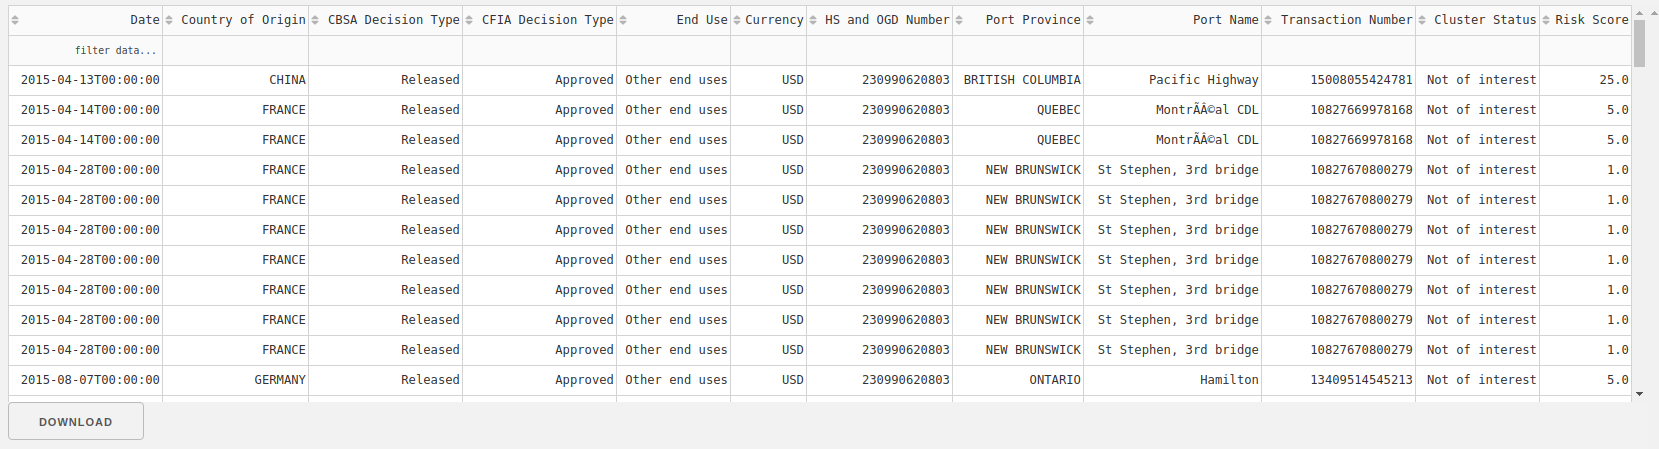 Date Country of Origin CBSA Decision Type CFIA Decision Type End Use Currency HS and OGD Number Port Province Port Name Transaction Number Cluster Status Risk Score
filter data...
2015-04-13T00:00:00 CHINA Released Approved Other end uses USD 230990620803 BRITISH COLUMBIA Pacific Highway 15008055424781 Not of interest 25.0
2015-04-14T00:00:00 FRANCE Released Approved Other end uses USD 230990620803 QUEBEC MontrÃÂ©al CDL 10827669978168 Not of interest 5.0
2015-04-14T00:00:00 FRANCE Released Approved Other end uses USD 230990620803 QUEBEC MontrÃÂ©al CDL 10827669978168 Not of interest 5.0
2015-04-28T00:00:00 FRANCE Released Approved Other end uses USD 230990620803 NEW BRUNSWICK St Stephen, 3rd bridge 10827670800279 Not of interest 1.0
2015-04-28T00:00:00 FRANCE Released Approved Other end uses USD 230990620803 NEW BRUNSWICK St Stephen, 3rd bridge 10827670800279 Not of interest 1.0
2015-04-28T00:00:00 FRANCE Released Approved Other end uses USD 230990620803 NEW BRUNSWICK St Stephen, 3rd bridge 10827670800279 Not of interest 1.0
2015-04-28T00:00:00 FRANCE Released Approved Other end uses USD 230990620803 NEW BRUNSWICK St Stephen, 3rd bridge 10827670800279 Not of interest 1.0
2015-04-28T00:00:00 FRANCE Released Approved Other end uses USD 230990620803 NEW BRUNSWICK St Stephen, 3rd bridge 10827670800279 Not of interest 1.0
2015-04-28T00:00:00 FRANCE Released Approved Other end uses USD 230990620803 NEW BRUNSWICK St Stephen, 3rd bridge 10827670800279 Not of interest 1.0
2015-04-28T00:00:00 FRANCE Released Approved Other end uses USD 230990620803 NEW BRUNSWICK St Stephen, 3rd bridge 10827670800279 Not of interest 1.0
2015-08-07T00:00:00 GERMANY Released Approved Other end uses USD 230990620803 ONTARIO Hamilton 13409514545213 Not of interest 5.0
DOWNLOAD